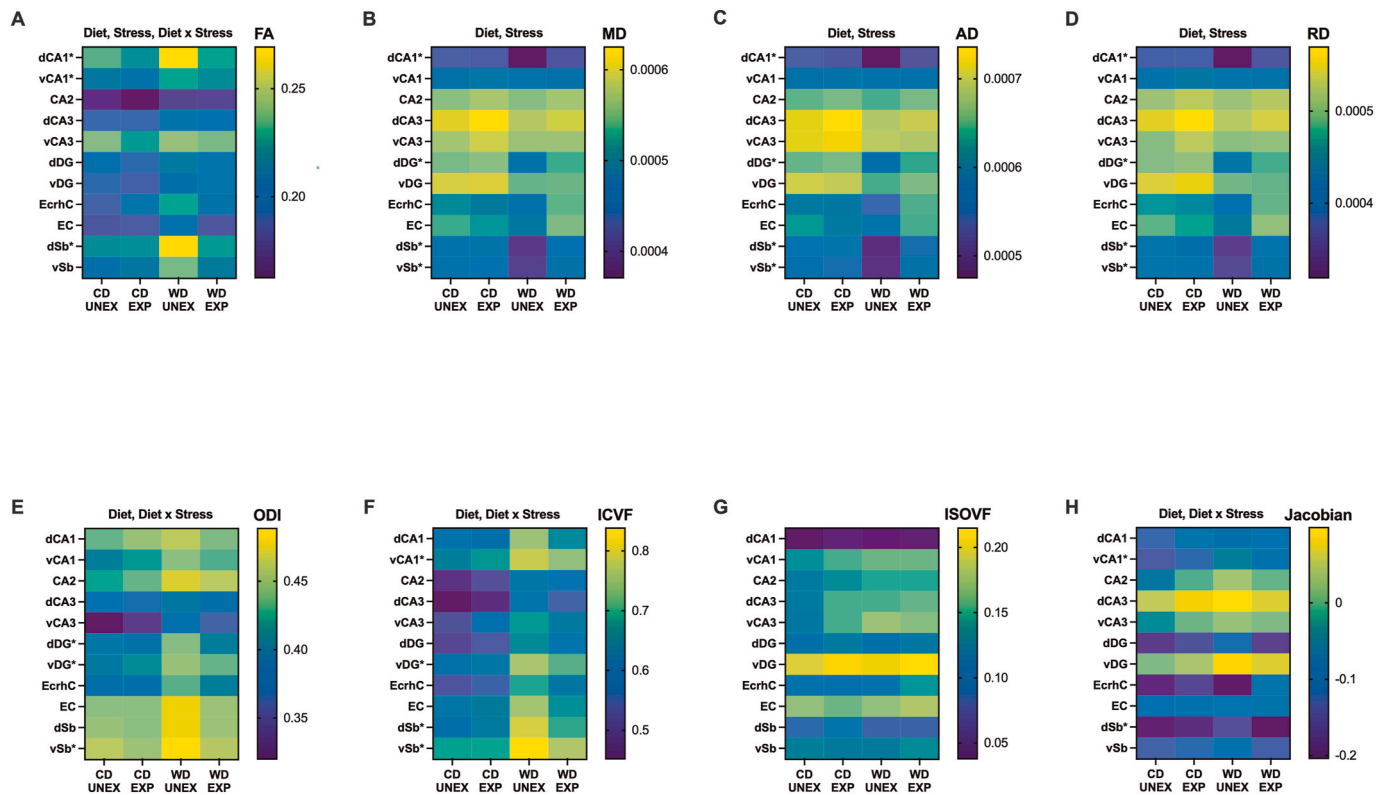 A
Diet, Stress, Diet x Stress
FA
dCA1*
vCA1*
CA2
dCA3
vCA3
dDG
vDG
EcrhC
EC
dSb*
vSb
0.25
0.20
CD UNEX
CD EXP
WD UNEX
WD EXP
B
Diet, Stress
MD
dCA1*
vCA1
CA2
dCA3
vCA3
dDG*
vDG
EcrhC
EC
dSb*
vSb*
0.0006
0.0005
0.0004
CD UNEX
CD EXP
WD UNEX
WD EXP
C
Diet, Stress
AD
dCA1*
vCA1
CA2
dCA3
vCA3
dDG*
vDG
EcrhC
EC
dSb*
vSb*
0.0007
0.0006
0.0005
CD UNEX
CD EXP
WD UNEX
WD EXP
D
Diet, Stress
RD
dCA1*
vCA1
CA2
dCA3
vCA3
dDG*
vDG
EcrhC
EC
dSb*
vSb*
0.0005
0.0004
CD UNEX
CD EXP
WD UNEX
WD EXP
E
Diet, Diet x Stress
ODI
dCA1
vCA1
CA2
dCA3
vCA3
dDG*
vDG*
EcrhC
EC
dSb
vSb*
0.45
0.40
0.35
CD UNEX
CD EXP
WD UNEX
WD EXP
F
Diet, Diet x Stress
ICVF
dCA1
vCA1*
CA2
dCA3
vCA3
dDG
vDG*
EcrhC
EC
dSb*
vSb*
0.8
0.7
0.6
0.5
CD UNEX
CD EXP
WD UNEX
WD EXP
G
ISOVF
dCA1
vCA1
CA2
dCA3
vCA3
dDG
vDG
EcrhC
EC
dSb
vSb
0.20
0.15
0.10
0.05
CD UNEX
CD EXP
WD UNEX
WD EXP
H
Diet, Diet x Stress
Jacobian
dCA1
vCA1*
CA2
dCA3
vCA3
dDG
vDG
EcrhC
EC
dSb*
vSb
0
-0.1
-0.2
CD UNEX
CD EXP
WD UNEX
WD EXP